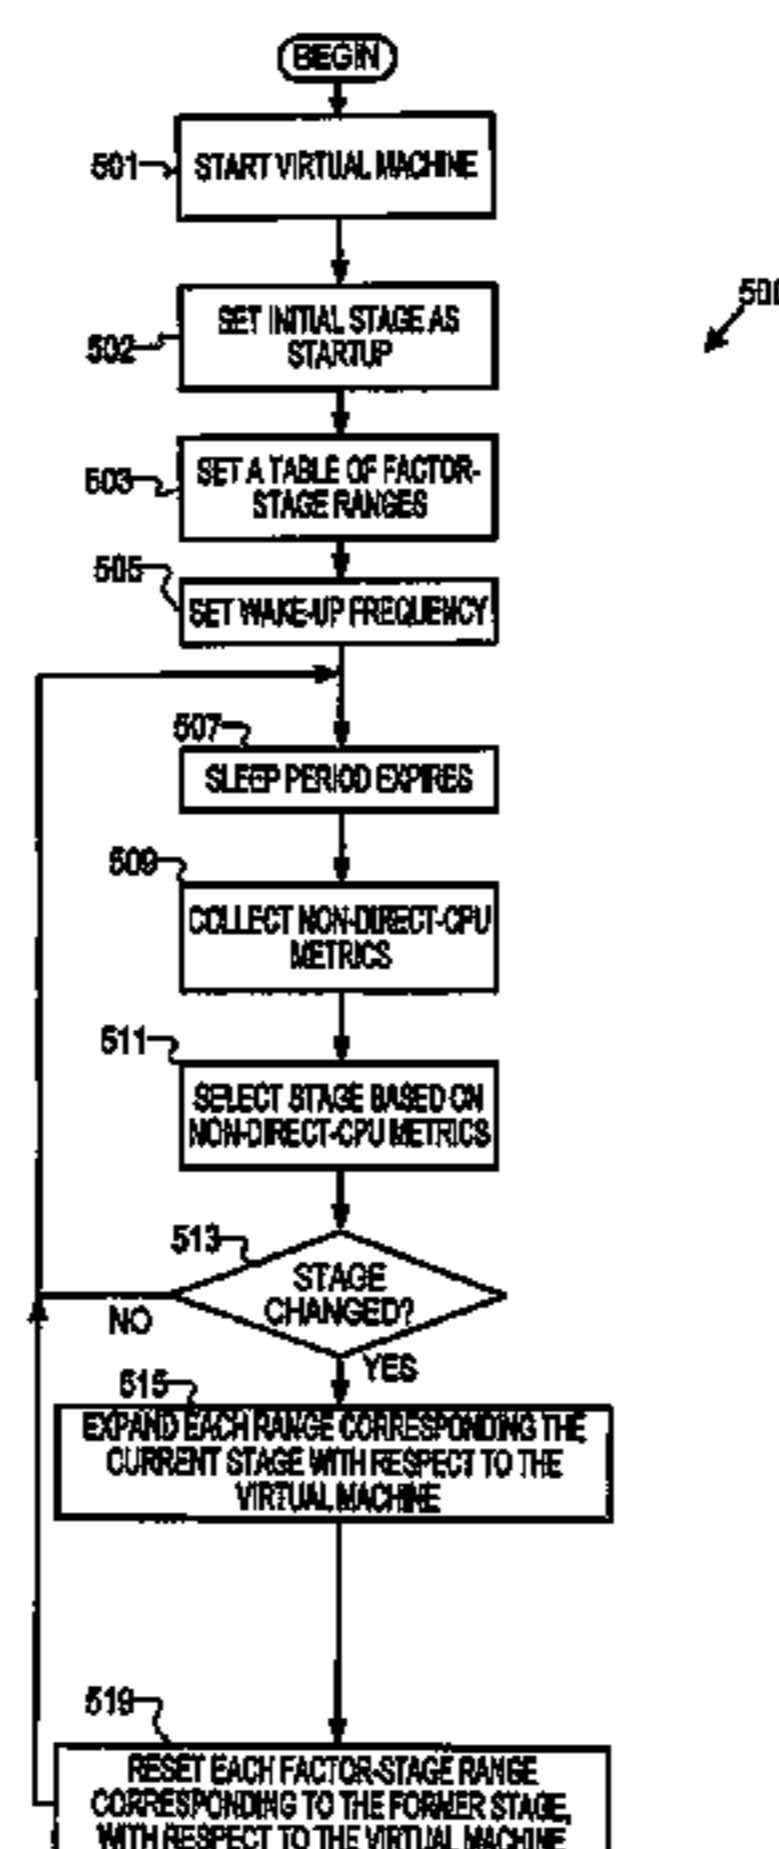 BEGIN
501
START VIRTUAL MACHINE
500
502
SET INITIAL STAGE AS
STARTUP
503
SET A TABLE OF FACTOR-
STAGE RANGES
505
SET WAKE-UP FREQUENCY
507
SLEEP PERIOD EXPIRES
509
COLLECT NON-DIRECT-CPU
METRICS
511
SELECT STAGE BASED ON
NON-DIRECT-CPU METRICS
513
STAGE
CHANGED?
NO
YES
515
EXPAND EACH RANGE CORRESPONDING THE
CURRENT STAGE WITH RESPECT TO THE
VIRTUAL MACHINE
519
RESET EACH FACTOR-STAGE RANGE
CORRESPONDING TO THE FORMER STAGE,
WITH RESPECT TO THE VIRTUAL MACHINE